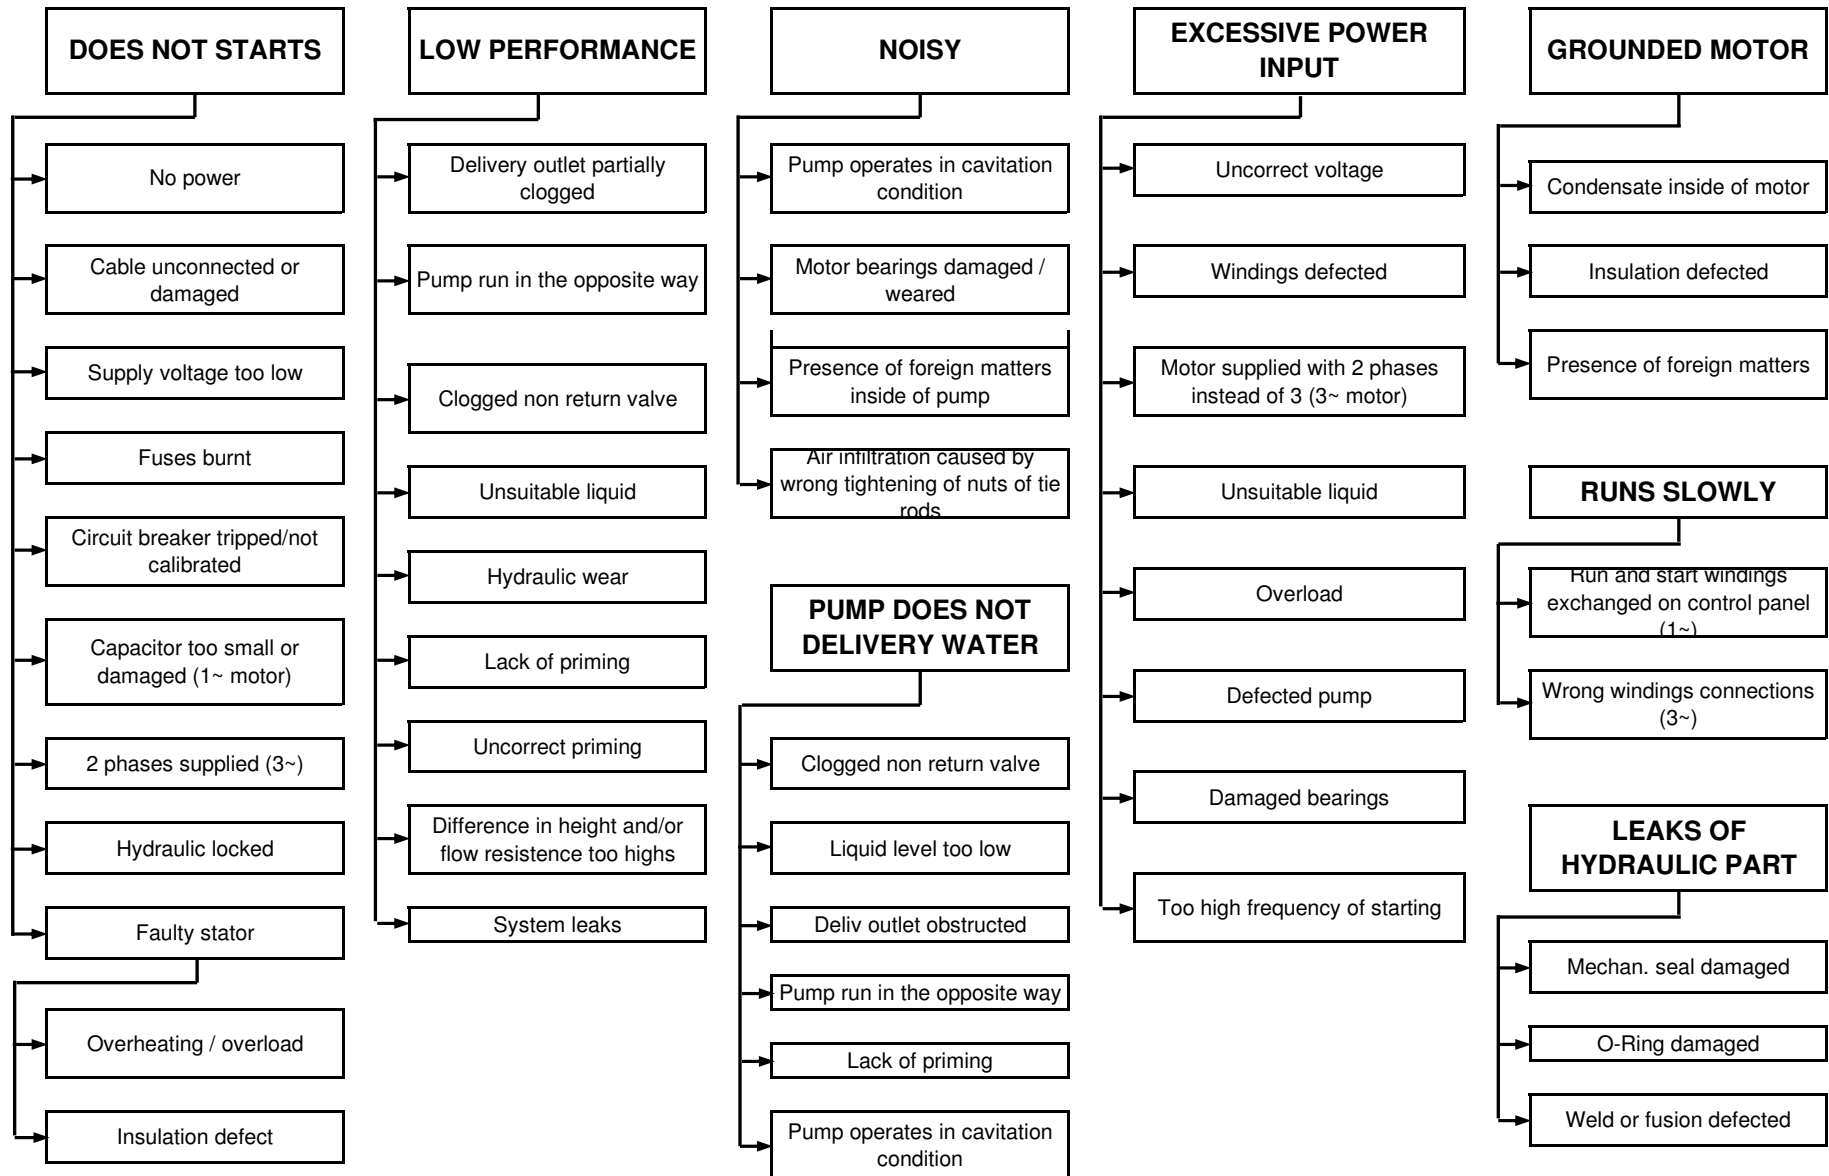 DOES NOT STARTS
No power
Cable unconnected or
damaged
Supply voltage too low
Fuses burnt
Circuit breaker tripped/not
calibrated
Capacitor too small or
damaged (1~ motor)
2 phases supplied (3~)
Hydraulic locked
Faulty stator
Overheating / overload
Insulation defect
LOW PERFORMANCE
Delivery outlet partially
clogged
Pump run in the opposite way
Clogged non return valve
Unsuitable liquid
Hydraulic wear
Lack of priming
Uncorrect priming
Difference in height and/or
flow resistence too highs
System leaks
NOISY
Pump operates in cavitation
condition
Motor bearings damaged /
weared
Presence of foreign matters
inside of pump
Air infiltration caused by
wrong tightening of nuts of tie
rods
PUMP DOES NOT
DELIVERY WATER
Clogged non return valve
Liquid level too low
Deliv outlet obstructed
Pump run in the opposite way
Lack of priming
Pump operates in cavitation
condition
EXCESSIVE POWER
INPUT
Uncorrect voltage
Windings defected
Motor supplied with 2 phases
instead of 3 (3~ motor)
Unsuitable liquid
Overload
Defected pump
Damaged bearings
Too high frequency of starting
GROUNDED MOTOR
Condensate inside of motor
Insulation defected
Presence of foreign matters
RUNS SLOWLY
Run and start windings
exchanged on control panel
(1~)
Wrong windings connections
(3~)
LEAKS OF
HYDRAULIC PART
Mechan. seal damaged
O-Ring damaged
Weld or fusion defected